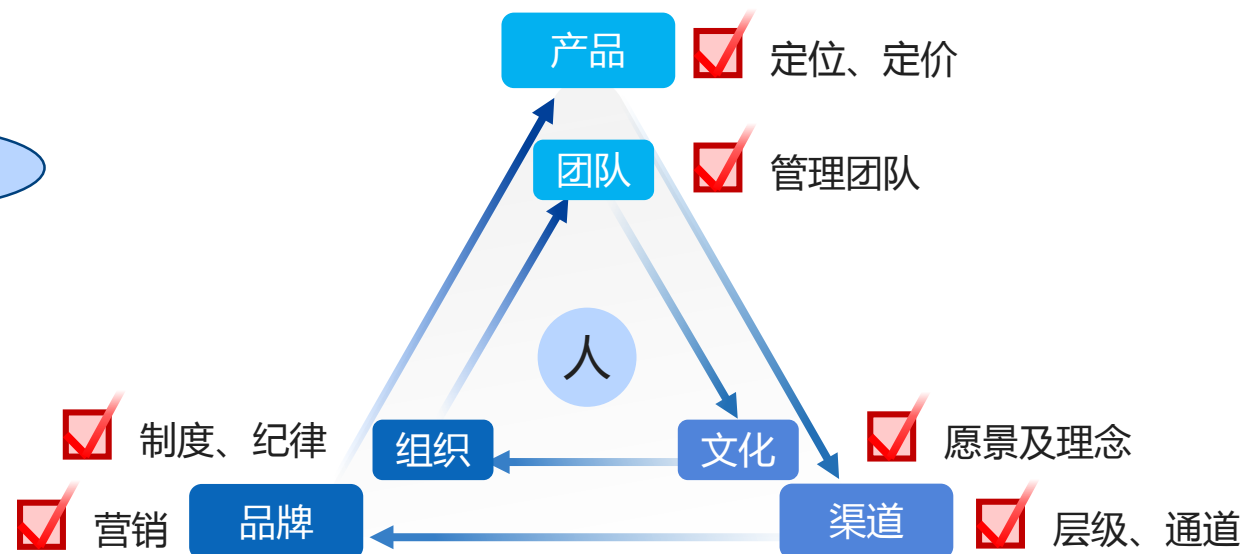 产品
定位、定价
团队
管理团队
人
制度、纪律
组织
文化
愿景及理念
营销
品牌
渠道
层级、通道